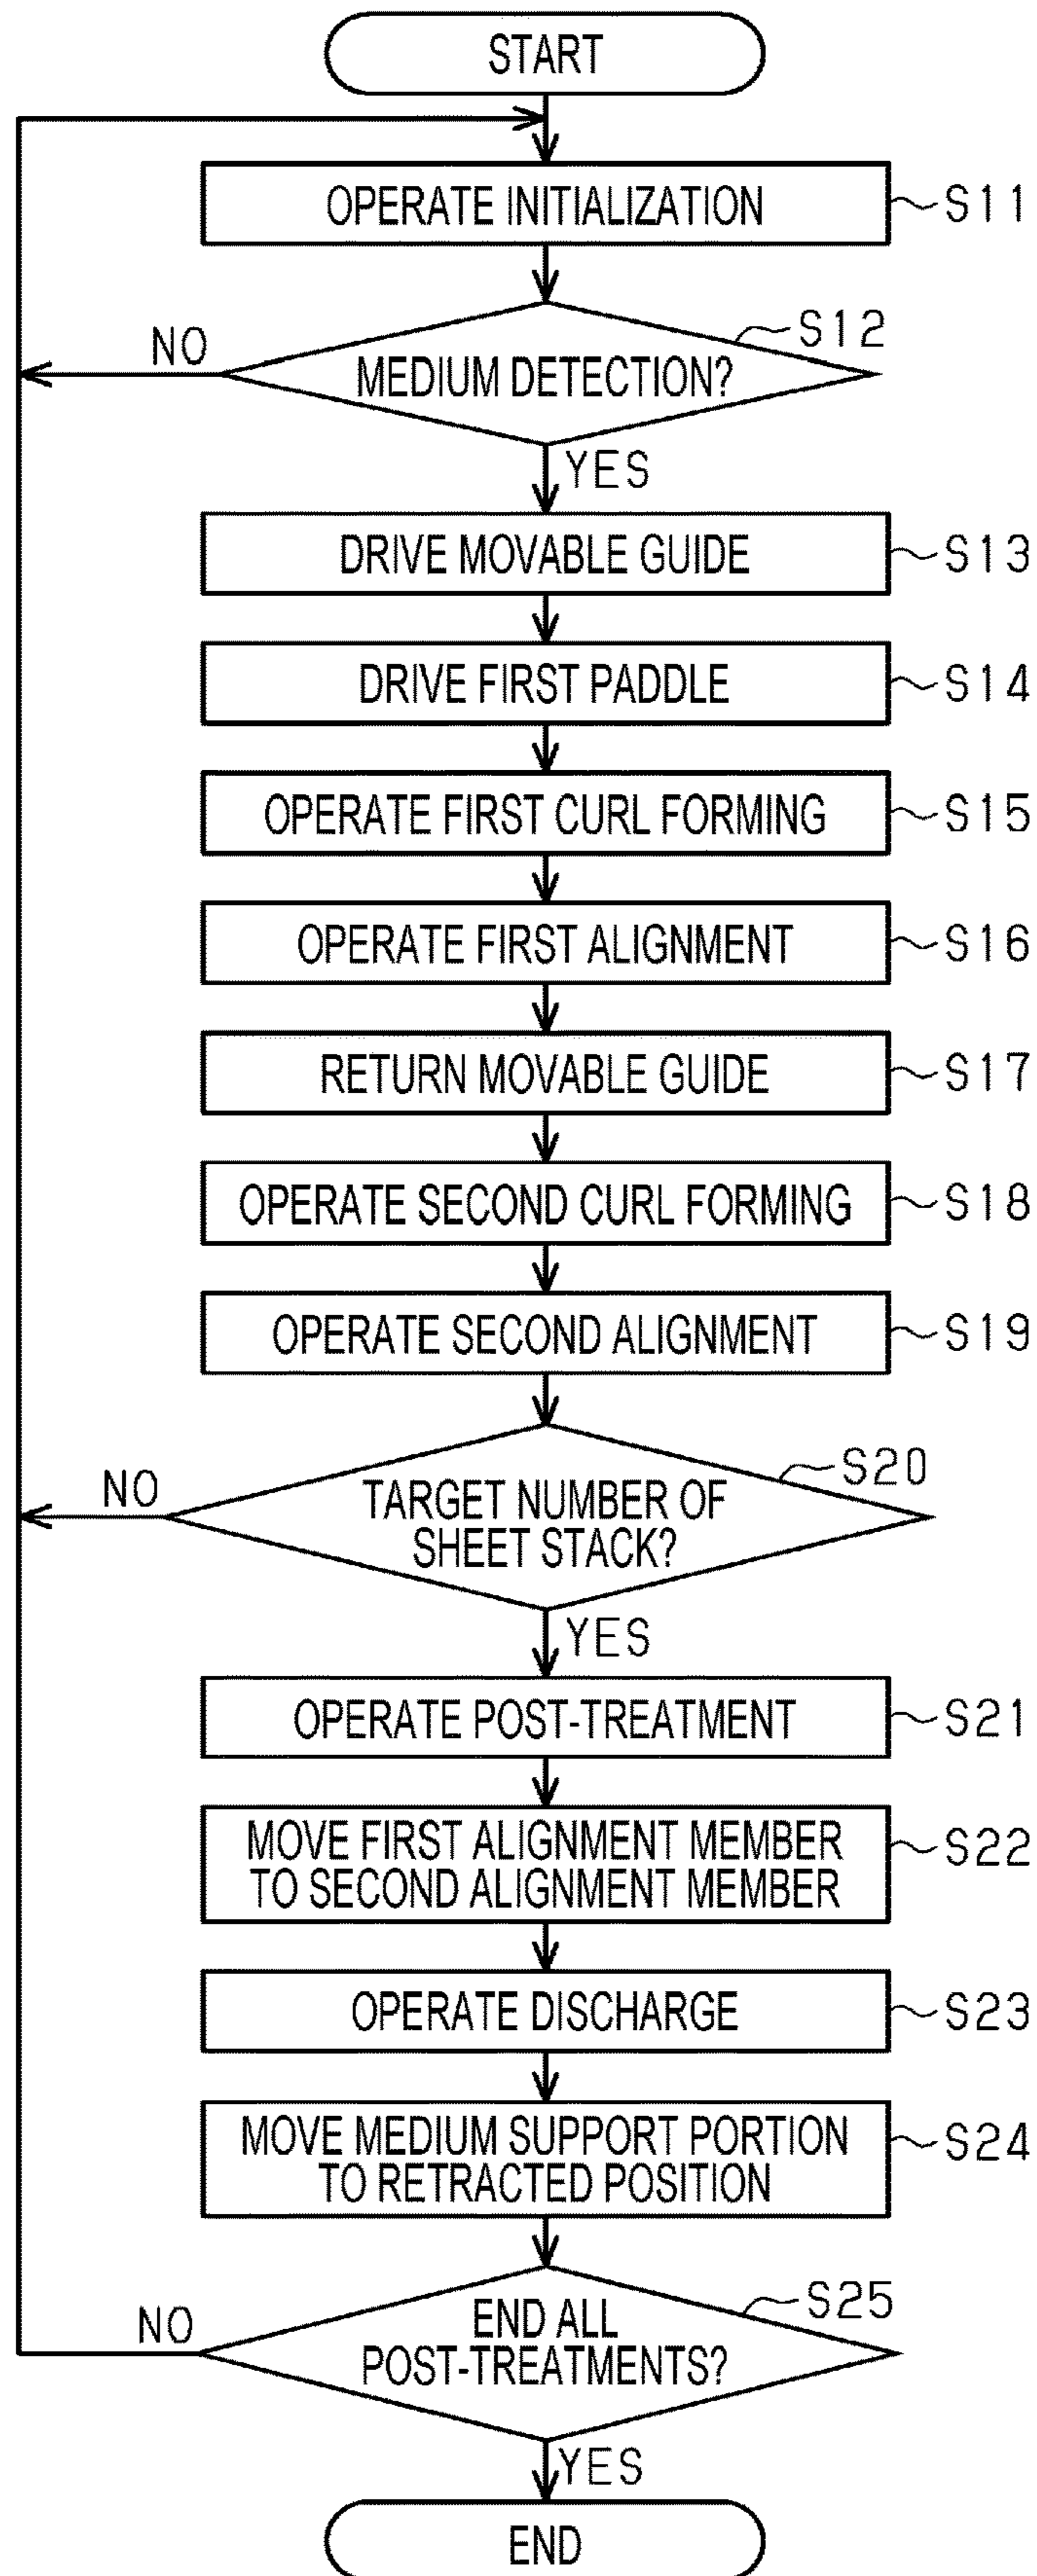 START
OPERATE INITIALIZATION
S11
S12
NO
MEDIUM DETECTION?
YES
DRIVE MOVABLE GUIDE
S13
DRIVE FIRST PADDLE
S14
OPERATE FIRST CURL FORMING
S15
OPERATE FIRST ALIGNMENT
S16
RETURN MOVABLE GUIDE
S17
OPERATE SECOND CURL FORMING
S18
OPERATE SECOND ALIGNMENT
S19
S20
NO
TARGET NUMBER OF
SHEET STACK?
YES
OPERATE POST-TREATMENT
S21
MOVE FIRST ALIGNMENT MEMBER
TO SECOND ALIGNMENT MEMBER
S22
OPERATE DISCHARGE
S23
MOVE MEDIUM SUPPORT PORTION
TO RETRACTED POSITION
S24
S25
NO
END ALL
POST-TREATMENTS?
YES
END